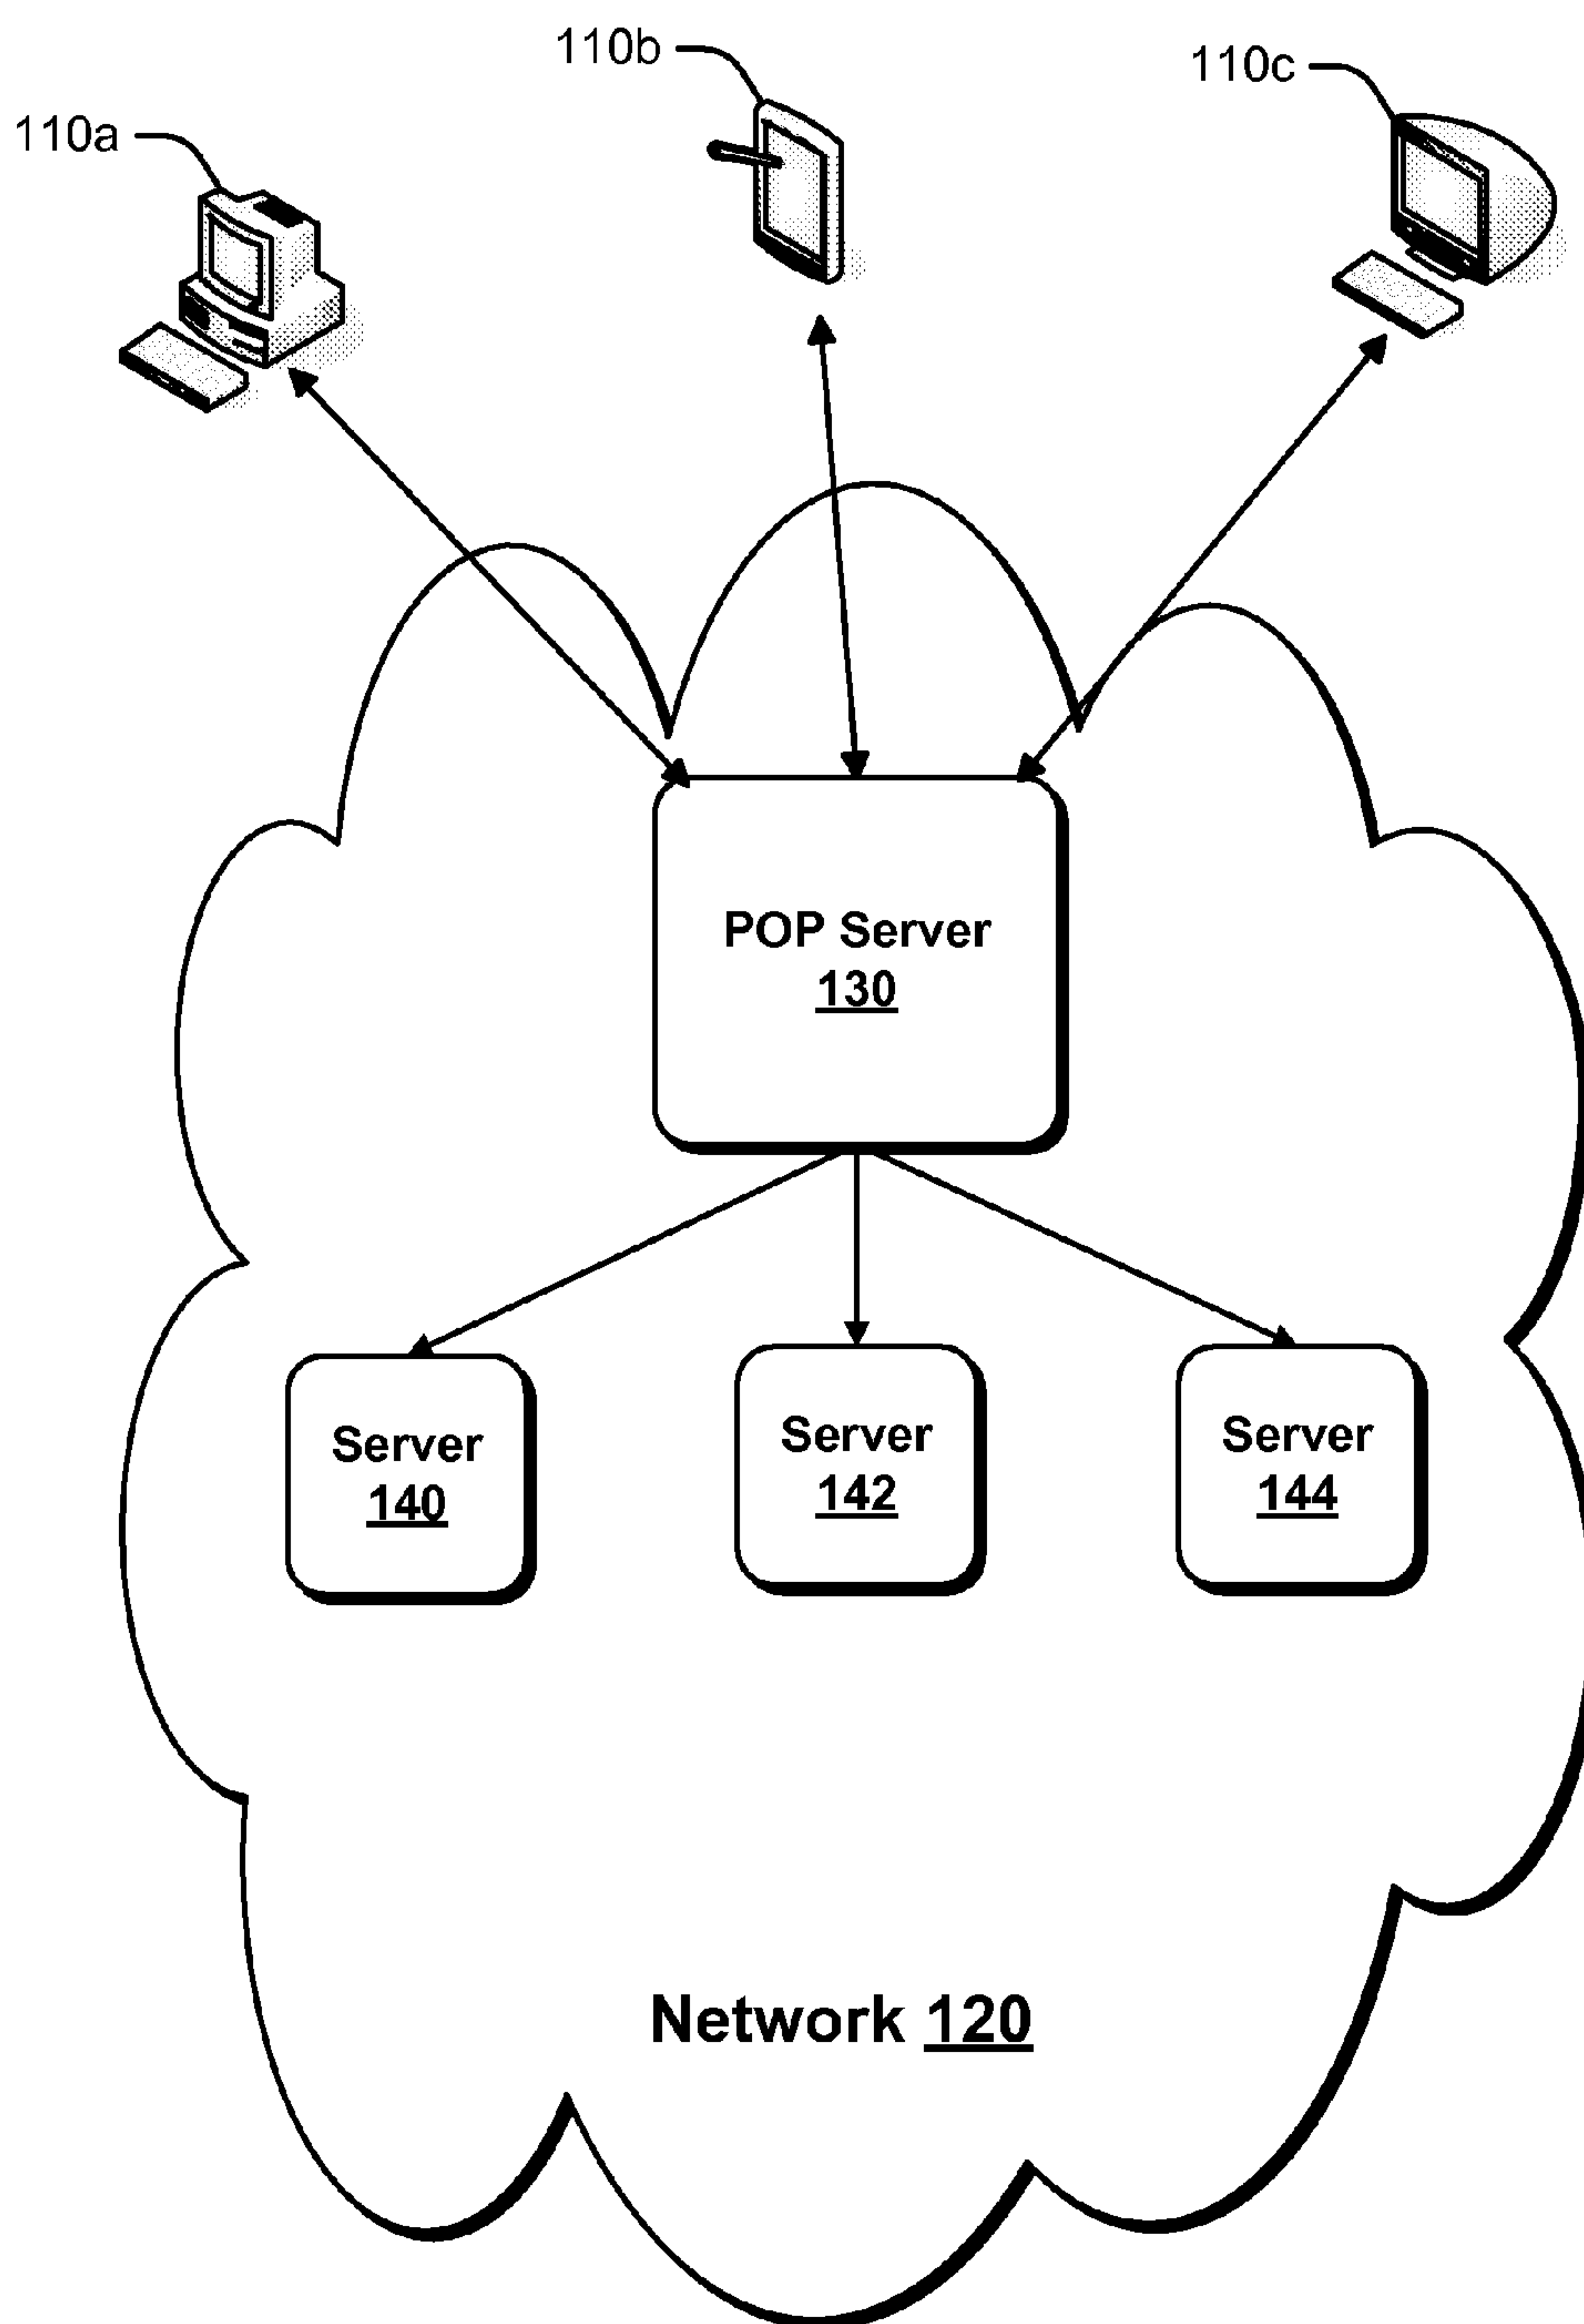 110b
110c
110a
POP Server
130
Server
140
Server
142
Server
144
Network 120